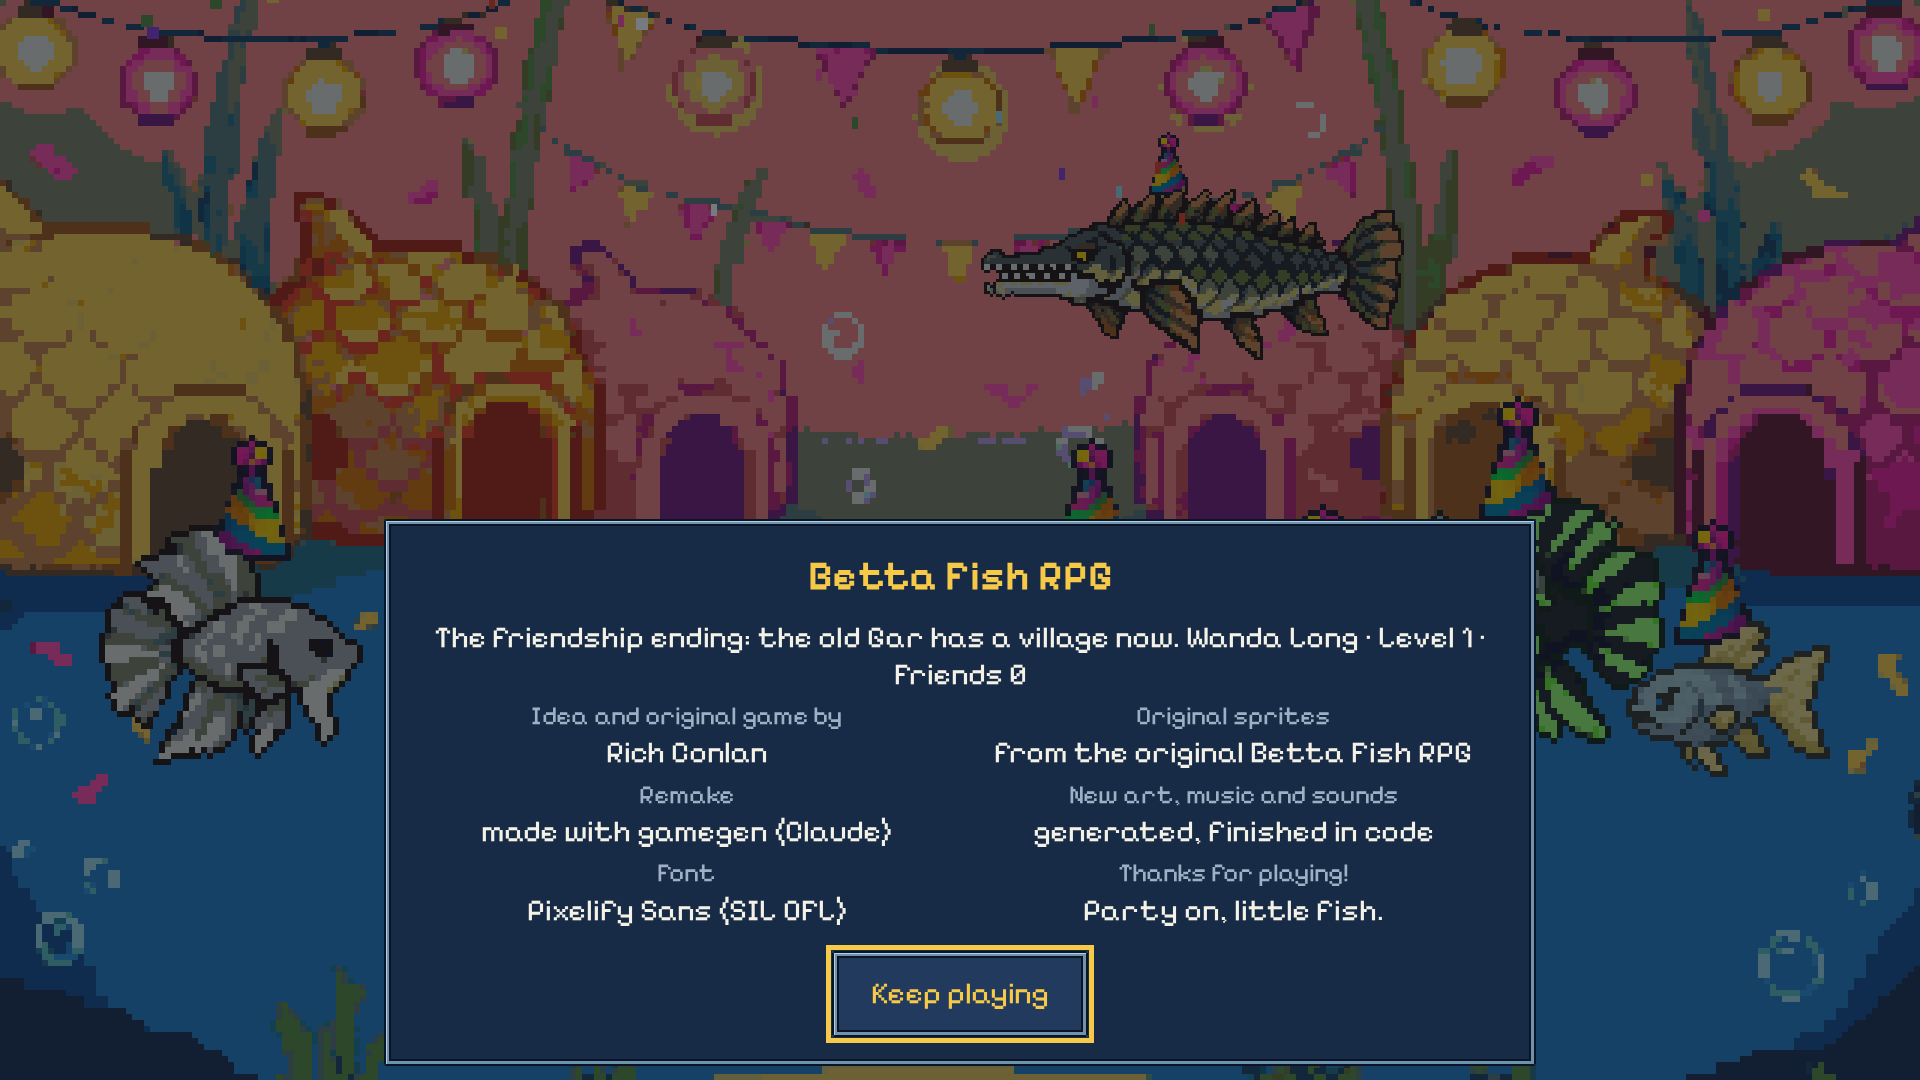 Betta Fish RPG
The Friendship ending: the old Gar has a village now. Wanda Long · Level 1 ·
Friends 0
Idea and original game by
Rich Conlan
Original sprites
From the original Betta Fish RPG
Remake
made with gamegen (Claude)
New art, music and sounds
generated, finished in code
Font
Pixelify Sans (SIL OFL)
Thanks for playing!
Party on, little fish.
Keep playing